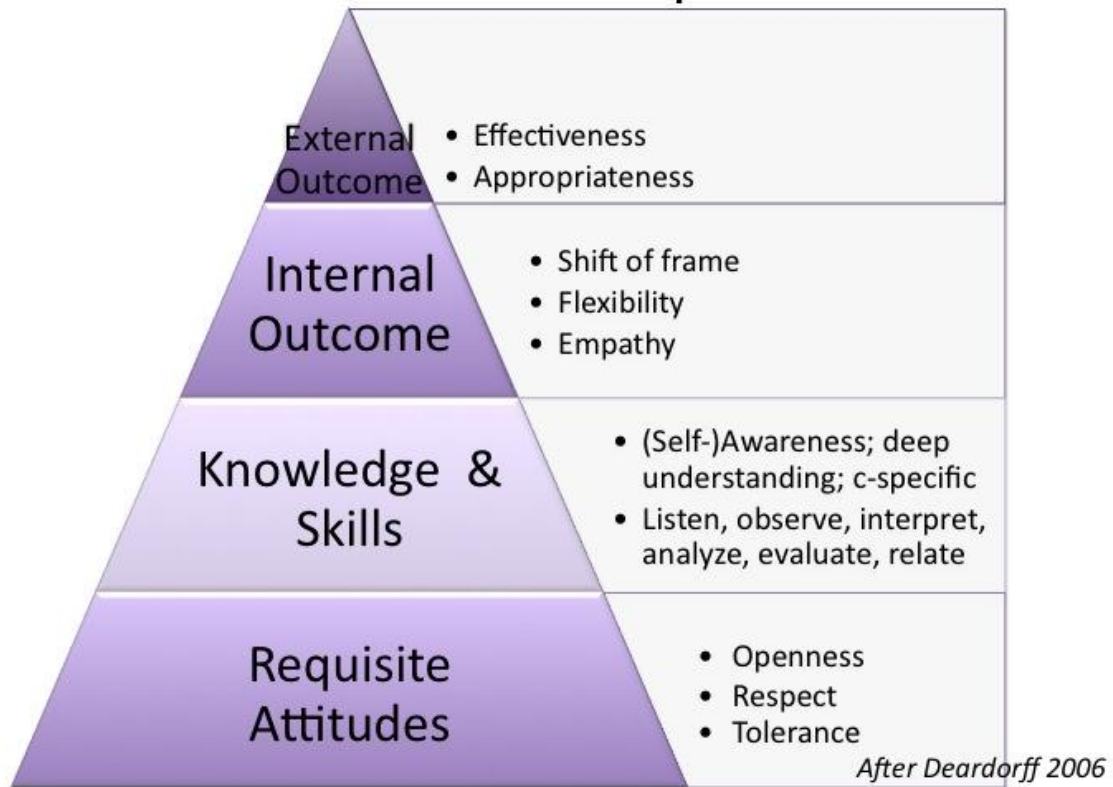 External
Outcome
• Effectiveness
• Appropriateness
Internal
Outcome
• Shift of frame
• Flexibility
• Empathy
Knowledge &
Skills
• (Self-)Awareness; deep
understanding; c-specific
• Listen, observe, interpret,
analyze, evaluate, relate
Requisite
Attitudes
• Openness
• Respect
• Tolerance
After Deardorff 2006